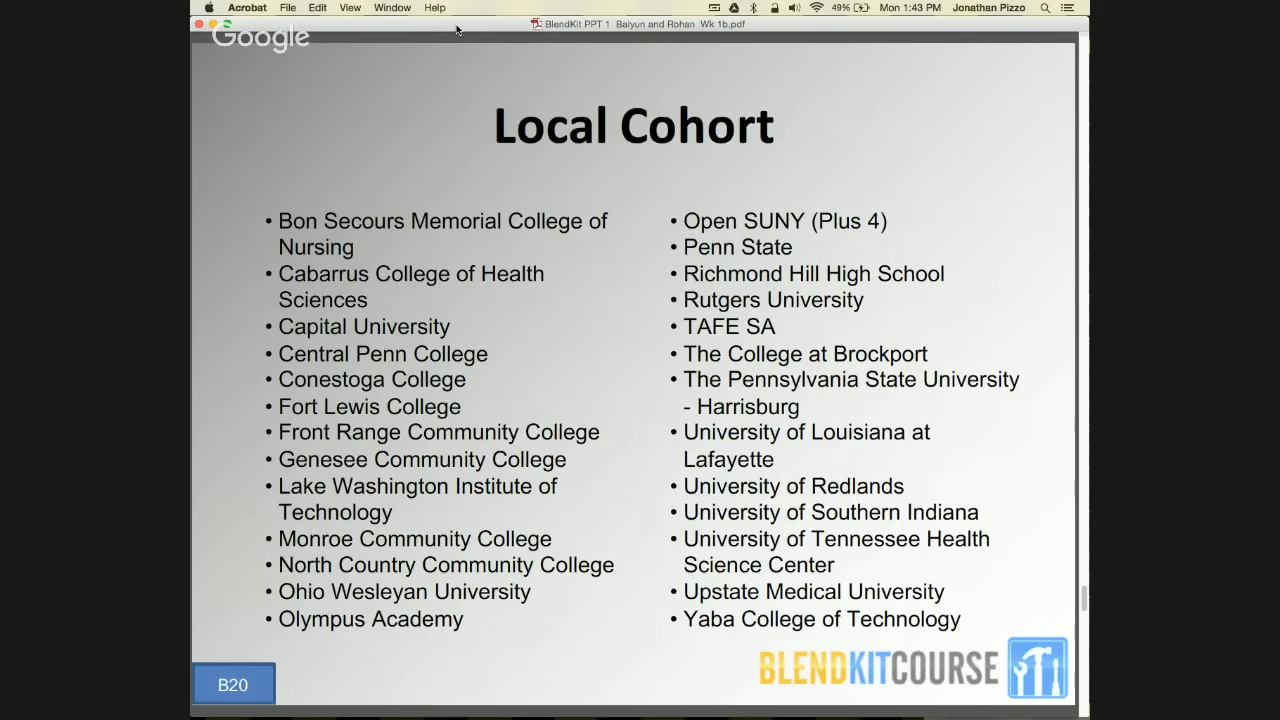 Acrobat File Edit View Window Help 49% Mon 1:43 PM Jonathan Pizzo
BlendKit PPT 1 Baiyun and Rohan Wk 1b.pdf
Google
Local Cohort
• Bon Secours Memorial College of
Nursing
• Cabarrus College of Health
Sciences
• Capital University
• Central Penn College
• Conestoga College
• Fort Lewis College
• Front Range Community College
• Genesee Community College
• Lake Washington Institute of
Technology
• Monroe Community College
• North Country Community College
• Ohio Wesleyan University
• Olympus Academy
• Open SUNY (Plus 4)
• Penn State
• Richmond Hill High School
• Rutgers University
• TAFE SA
• The College at Brockport
• The Pennsylvania State University
- Harrisburg
• University of Louisiana at
Lafayette
• University of Redlands
• University of Southern Indiana
• University of Tennessee Health
Science Center
• Upstate Medical University
• Yaba College of Technology
BLENDKITCOURSE
B20